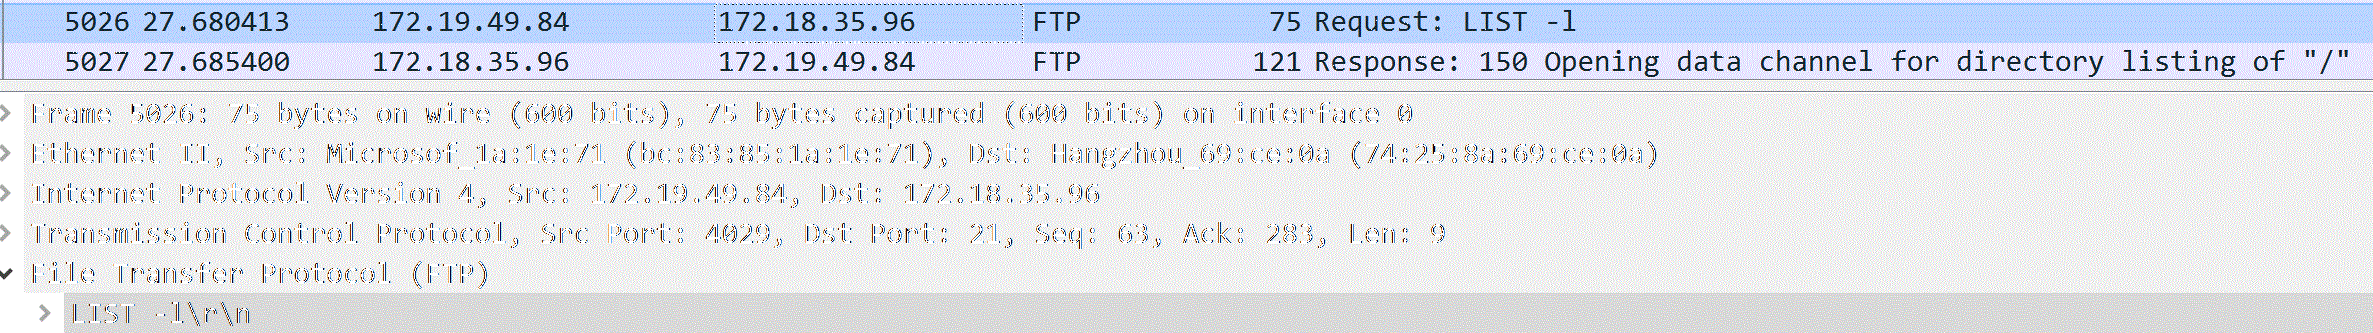 5026 27.680413 172.19.49.84 172.18.35.96 FTP 75 Request: LIST -l
5027 27.685400 172.18.35.96 172.19.49.84 FTP 121 Response: 150 Opening data channel for directory listing of "/"
Frame 5026: 75 bytes on wire (600 bits), 75 bytes captured (600 bits) on interface 0
Ethernet II, Src: Microsof_1a:1e:71 (bc:83:85:1a:1e:71), Dst: Hangzhou_69:ce:0a (74:25:8a:69:ce:0a)
Internet Protocol Version 4, Src: 172.19.49.84, Dst: 172.18.35.96
Transmission Control Protocol, Src Port: 4029, Dst Port: 21, Seq: 63, Ack: 283, Len: 9
File Transfer Protocol (FTP)
LIST -l\r\n